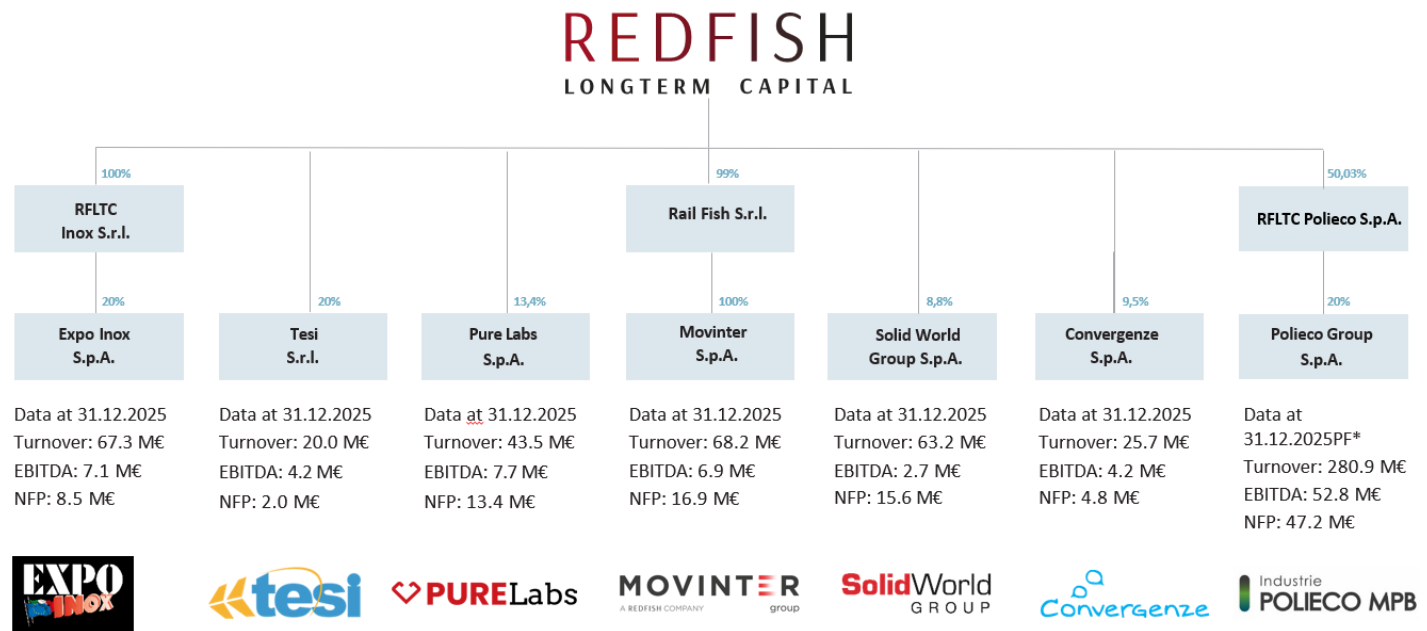 REDFISH
LONGTERM CAPITAL
100%
RFLTC
Inox S.r.l.
99%
Rail Fish S.r.l.
50,03%
RFLTC Polieco S.p.A.
20%
Expo Inox
S.p.A.
20%
Tesi
S.r.l.
13,4%
Pure Labs
S.p.A.
100%
Movinter
S.p.A.
8,8%
Solid World
Group S.p.A.
9,5%
Convergenze
S.p.A.
20%
Polieco Group
S.p.A.
Data at 31.12.2025
Turnover: 67.3 M€
EBITDA: 7.1 M€
NFP: 8.5 M€
Data at 31.12.2025
Turnover: 20.0 M€
EBITDA: 4.2 M€
NFP: 2.0 M€
Data at 31.12.2025
Turnover: 43.5 M€
EBITDA: 7.7 M€
NFP: 13.4 M€
Data at 31.12.2025
Turnover: 68.2 M€
EBITDA: 6.9 M€
NFP: 16.9 M€
Data at 31.12.2025
Turnover: 63.2 M€
EBITDA: 2.7 M€
NFP: 15.6 M€
Data at 31.12.2025
Turnover: 25.7 M€
EBITDA: 4.2 M€
NFP: 4.8 M€
Data at
31.12.2025PF*
Turnover: 280.9 M€
EBITDA: 52.8 M€
NFP: 47.2 M€
EXPO
INOX
tesi
PURELabs
MOVINTER
A REDFISH COMPANY group
SolidWorld
GROUP
Convergenze
Industrie
POLIECO MPB